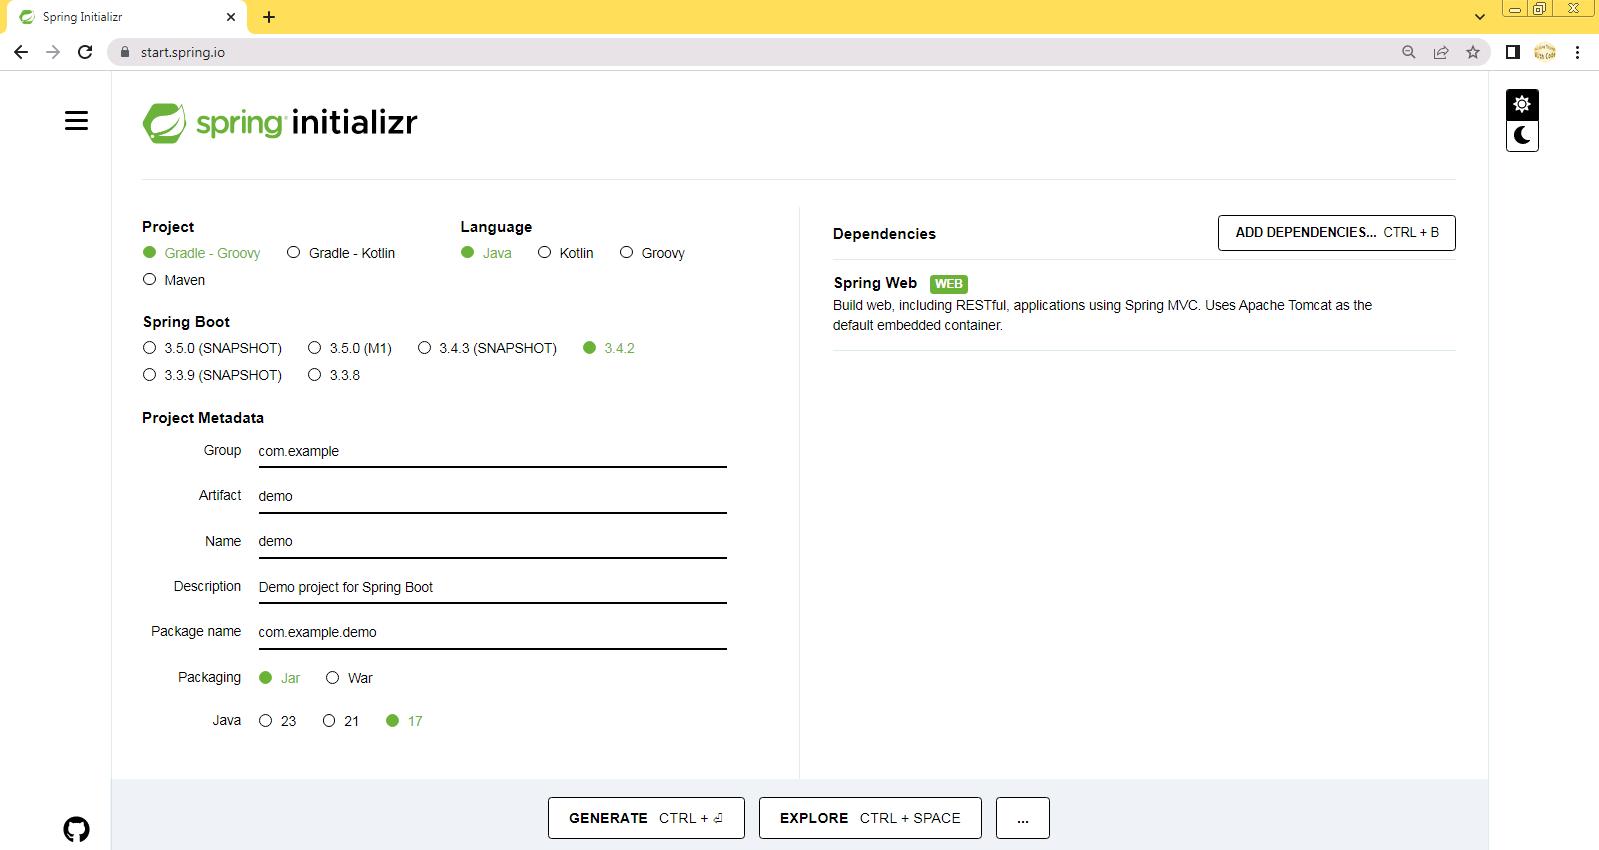 Spring Initializr
start.spring.io
spring initializr
Project
Gradle - Groovy Gradle - Kotlin
Maven
Language
Java Kotlin Groovy
Spring Boot
3.5.0 (SNAPSHOT) 3.5.0 (M1) 3.4.3 (SNAPSHOT) 3.4.2
3.3.9 (SNAPSHOT) 3.3.8
Project Metadata
Group com.example
Artifact demo
Name demo
Description Demo project for Spring Boot
Package name com.example.demo
Packaging Jar War
Java 23 21 17
Dependencies
ADD DEPENDENCIES... CTRL + B
Spring Web WEB
Build web, including RESTful, applications using Spring MVC. Uses Apache Tomcat as the
default embedded container.
GENERATE CTRL + ⏎
EXPLORE CTRL + SPACE
...